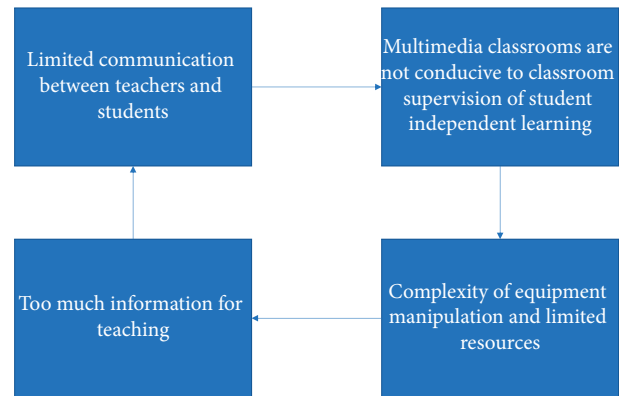 Limited communication
between teachers and
students
Multimedia classrooms are
not conducive to classroom
supervision of student
independent learning
Too much information for
teaching
Complexity of equipment
manipulation and limited
resources